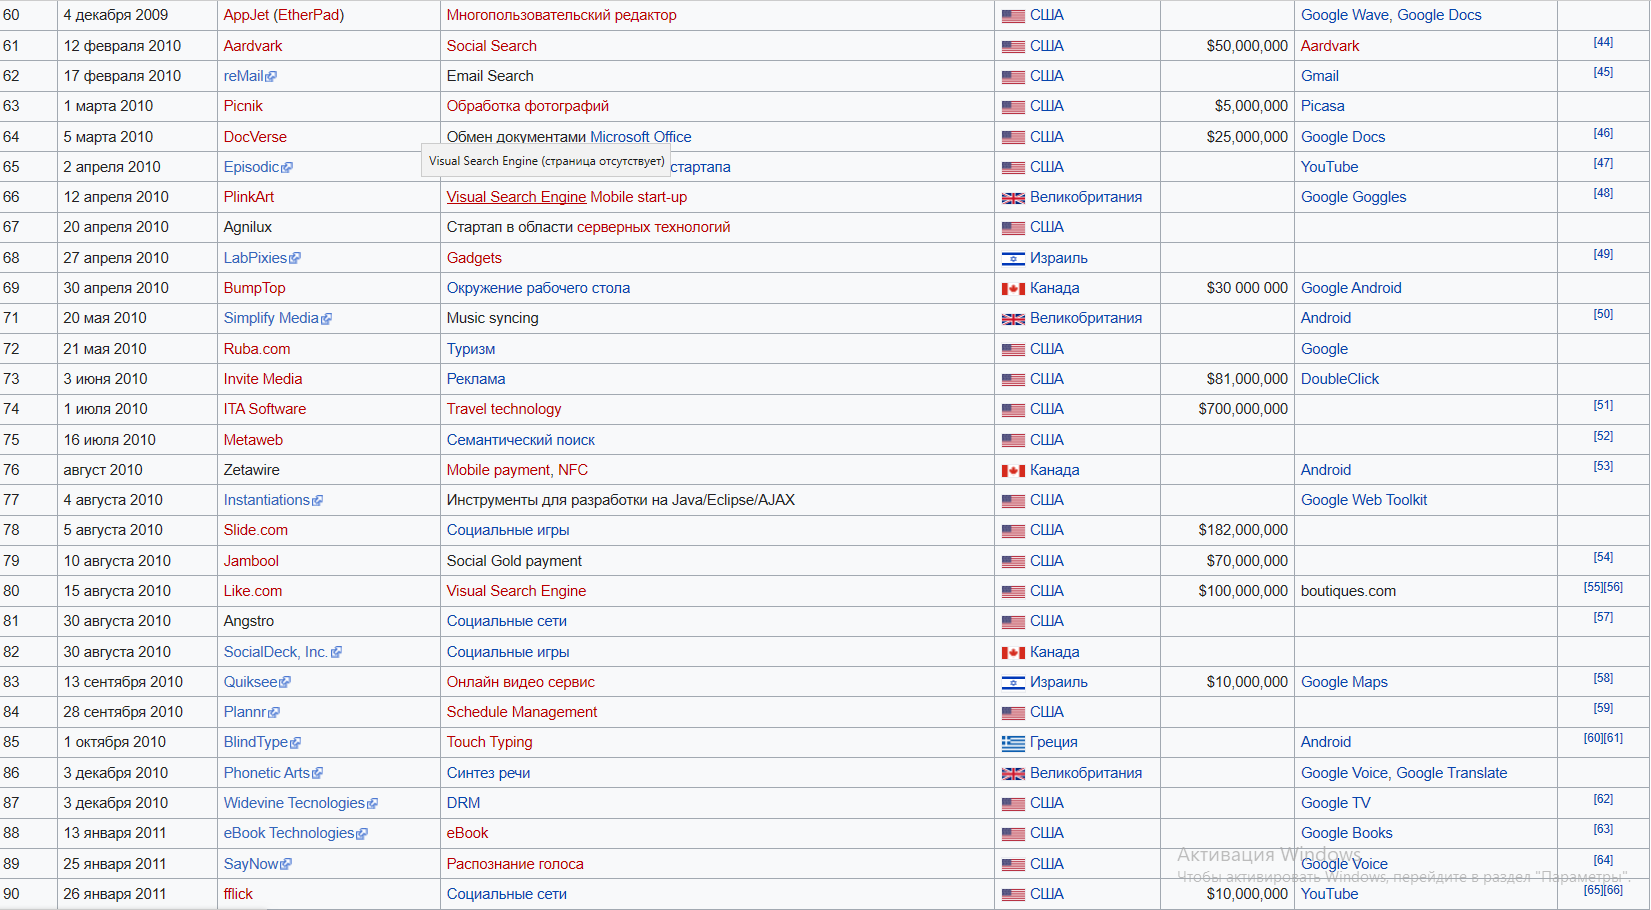 60 4 декабря 2009 AppJet (EtherPad) Многопользовательский редактор США Google Wave, Google Docs
61 12 февраля 2010 Aardvark Social Search США $50,000,000 Aardvark [44]
62 17 февраля 2010 reMail Email Search США Gmail [45]
63 1 марта 2010 Picnik Обработка фотографий США $5,000,000 Picasa
64 5 марта 2010 DocVerse Обмен документами Microsoft Office США $25,000,000 Google Docs [46]
Visual Search Engine (страница отсутствует)
65 2 апреля 2010 Episodic стартапа США YouTube [47]
66 12 апреля 2010 PlinkArt Visual Search Engine Mobile start-up Великобритания Google Goggles [48]
67 20 апреля 2010 Agnilux Стартап в области серверных технологий США
68 27 апреля 2010 LabPixies Gadgets Израиль [49]
69 30 апреля 2010 BumpTop Окружение рабочего стола Канада $30 000 000 Google Android
71 20 мая 2010 Simplify Media Music syncing Великобритания Android [50]
72 21 мая 2010 Ruba.com Туризм США Google
73 3 июня 2010 Invite Media Реклама США $81,000,000 DoubleClick
74 1 июля 2010 ITA Software Travel technology США $700,000,000 [51]
75 16 июля 2010 Metaweb Семантический поиск США [52]
76 август 2010 Zetawire Mobile payment, NFC Канада Android [53]
77 4 августа 2010 Instantiations Инструменты для разработки на Java/Eclipse/AJAX США Google Web Toolkit
78 5 августа 2010 Slide.com Социальные игры США $182,000,000
79 10 августа 2010 Jambool Social Gold payment США $70,000,000 [54]
80 15 августа 2010 Like.com Visual Search Engine США $100,000,000 boutiques.com [55][56]
81 30 августа 2010 Angstro Социальные сети США [57]
82 30 августа 2010 SocialDeck, Inc. Социальные игры Канада
83 13 сентября 2010 Quiksee Онлайн видео сервис Израиль $10,000,000 Google Maps [58]
84 28 сентября 2010 Plannr Schedule Management США [59]
85 1 октября 2010 BlindType Touch Typing Греция Android [60][61]
86 3 декабря 2010 Phonetic Arts Синтез речи Великобритания Google Voice, Google Translate
87 3 декабря 2010 Widevine Tecnologies DRM США Google TV [62]
88 13 января 2011 eBook Technologies eBook США Google Books [63]
89 25 января 2011 SayNow Распознание голоса США Google Voice [64]
Активация Windows
Чтобы активировать Windows, перейдите в раздел "Параметры".
90 26 января 2011 fflick Социальные сети США $10,000,000 YouTube [65][66]